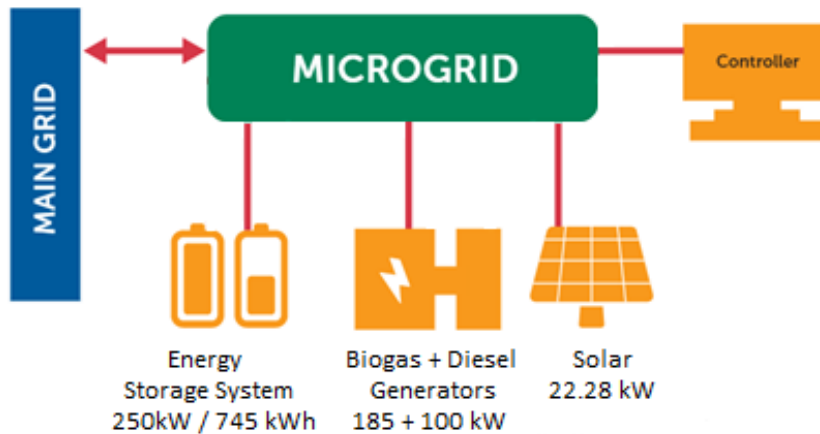 MAIN GRID
MICROGRID
Controller
Energy
Storage System
250kW / 745 kWh
Biogas + Diesel
Generators
185 + 100 kW
Solar
22.28 kW